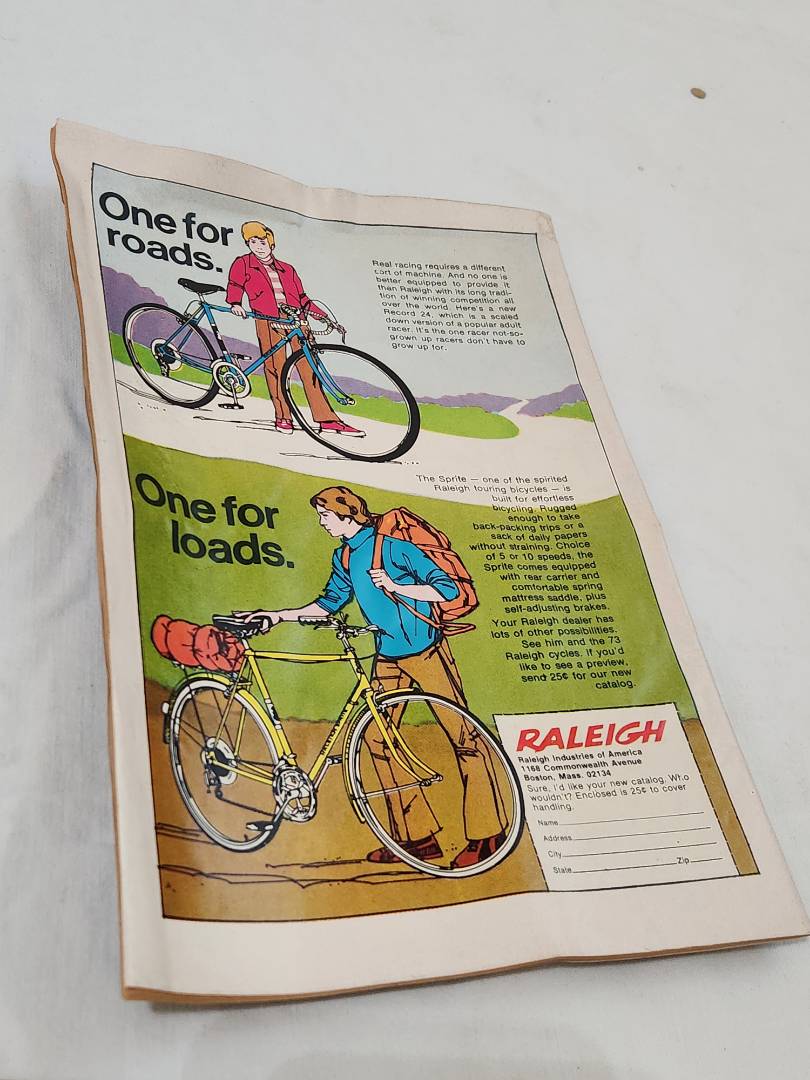 One for
roads.
Real racing requires a different
sort of machine. And no one is
better equipped to provide it
than Raleigh with its long tradi-
tion of winning competition all
over the world. Here's a new
Record 24, which is a scaled
down version of a popular adult
racer. It's the one racer not-so-
grown up racers don't have to
grow up for.
One for
loads.
The Sprite — one of the spirited
Raleigh touring bicycles — is
built for effortless
bicycling. Rugged
enough to take
back-packing trips or a
sack of daily papers
without straining. Choice
of 5 or 10 speeds, the
Sprite comes equipped
with rear carrier and
comfortable spring
mattress saddle, plus
self-adjusting brakes.
Your Raleigh dealer has
lots of other possibilities.
See him and the 73
Raleigh cycles. If you'd
like to see a preview,
send 25¢ for our new
catalog.
RALEIGH
Raleigh Industries of America
1168 Commonwealth Avenue
Boston, Mass. 02134
Sure, I'd like your new catalog. Who
wouldn't? Enclosed is 25¢ to cover
handling.
Name
Address
City
State Zip